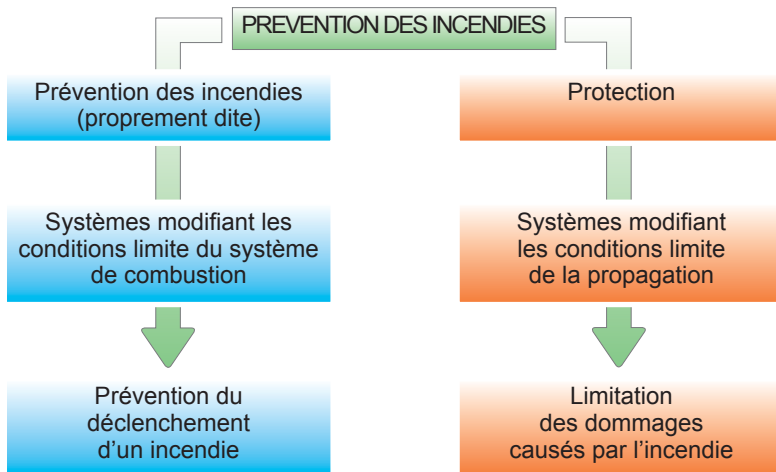 PREVENTION DES INCENDIES
Prévention des incendies
(proprement dite)
Protection
Systèmes modifiant les
conditions limite du système
de combustion
Systèmes modifiant
les conditions limite
de la propagation
Prévention du
déclenchement
d’un incendie
Limitation
des dommages
causés par l’incendie